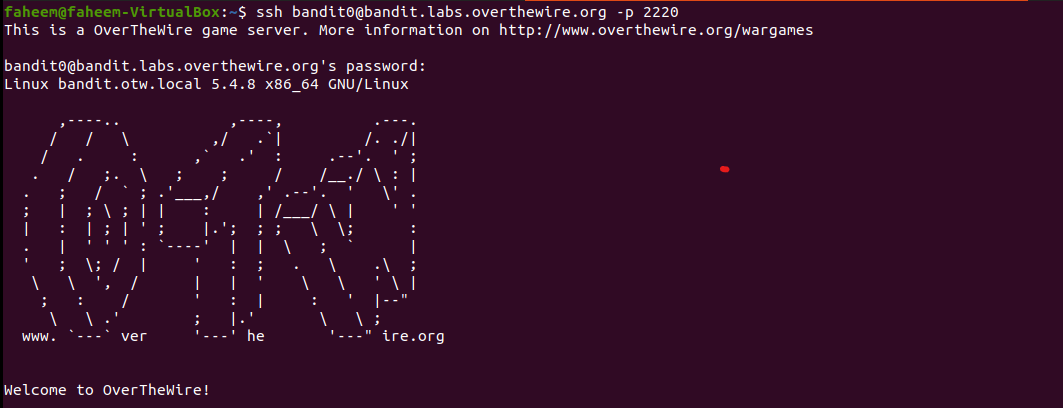 faheem@faheem-VirtualBox:~$ ssh bandit0@bandit.labs.overthewire.org -p 2220
This is a OverTheWire game server. More information on http://www.overthewire.org/wargames
bandit0@bandit.labs.overthewire.org's password:
Linux bandit.otw.local 5.4.8 x86_64 GNU/Linux
www. `---` ver '---' he '---" ire.org
Welcome to OverTheWire!